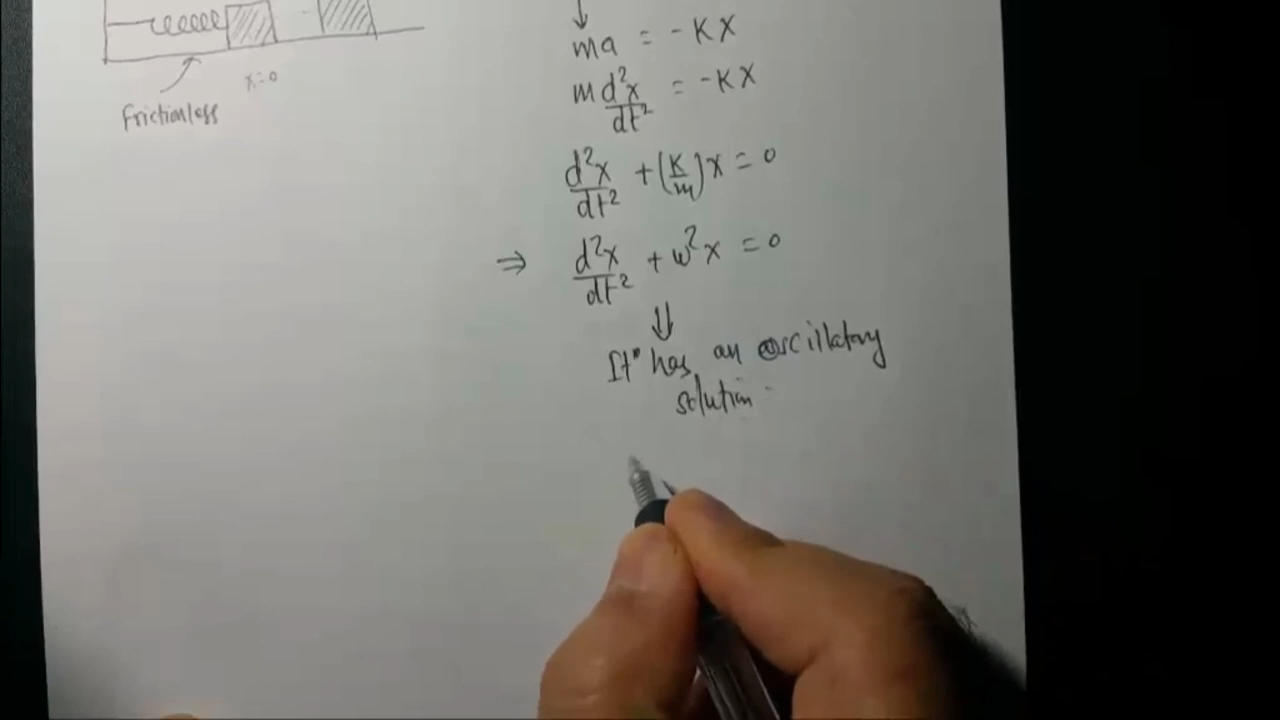 x=0
Frictionless
ma = -Kx
m d²x/dt² = -Kx
d²x/dt² + (K/m)x = 0
⇒ d²x/dt² + w²x = 0
⇓
It has an oscillatory
solution